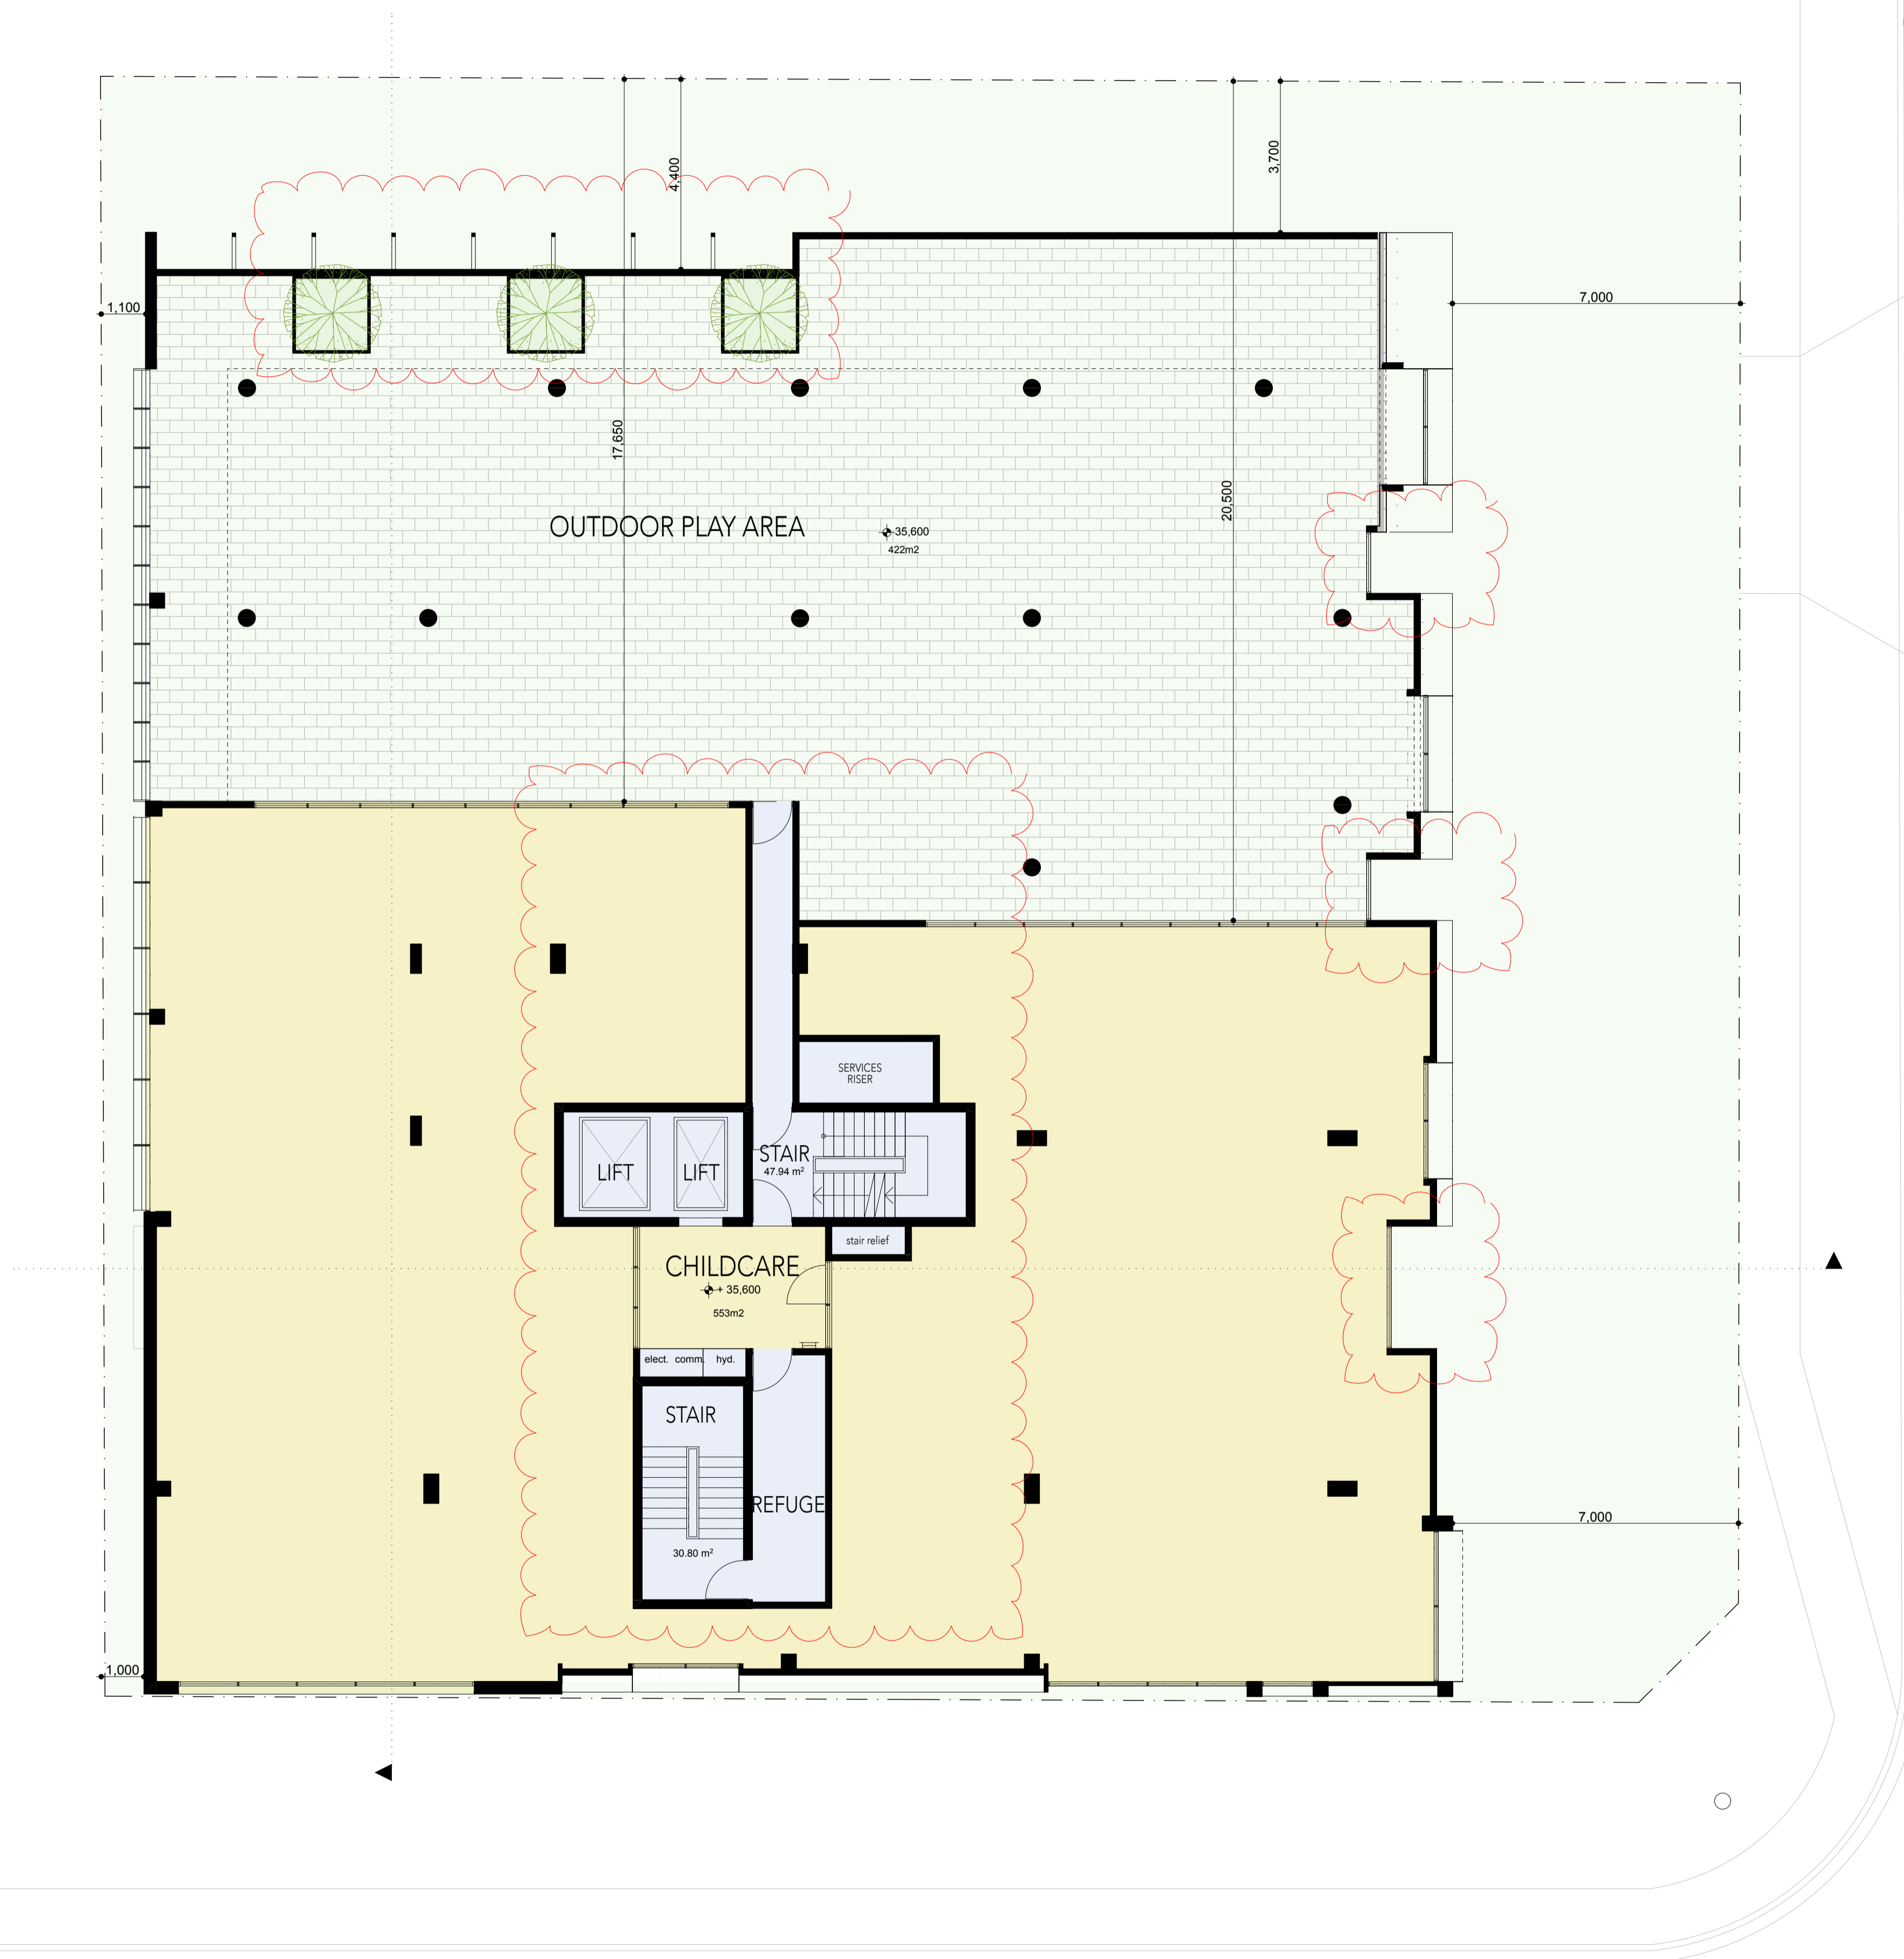 4,400
3,700
1,100
7,000
17,650
20,500
OUTDOOR PLAY AREA
35,600
422m2
SERVICES
RISER
STAIR
47.94 m²
LIFT
LIFT
stair relief
CHILDCARE
+ 35,600
553m2
elect. comm. hyd.
STAIR
REFUGE
7,000
30.80 m²
1,000